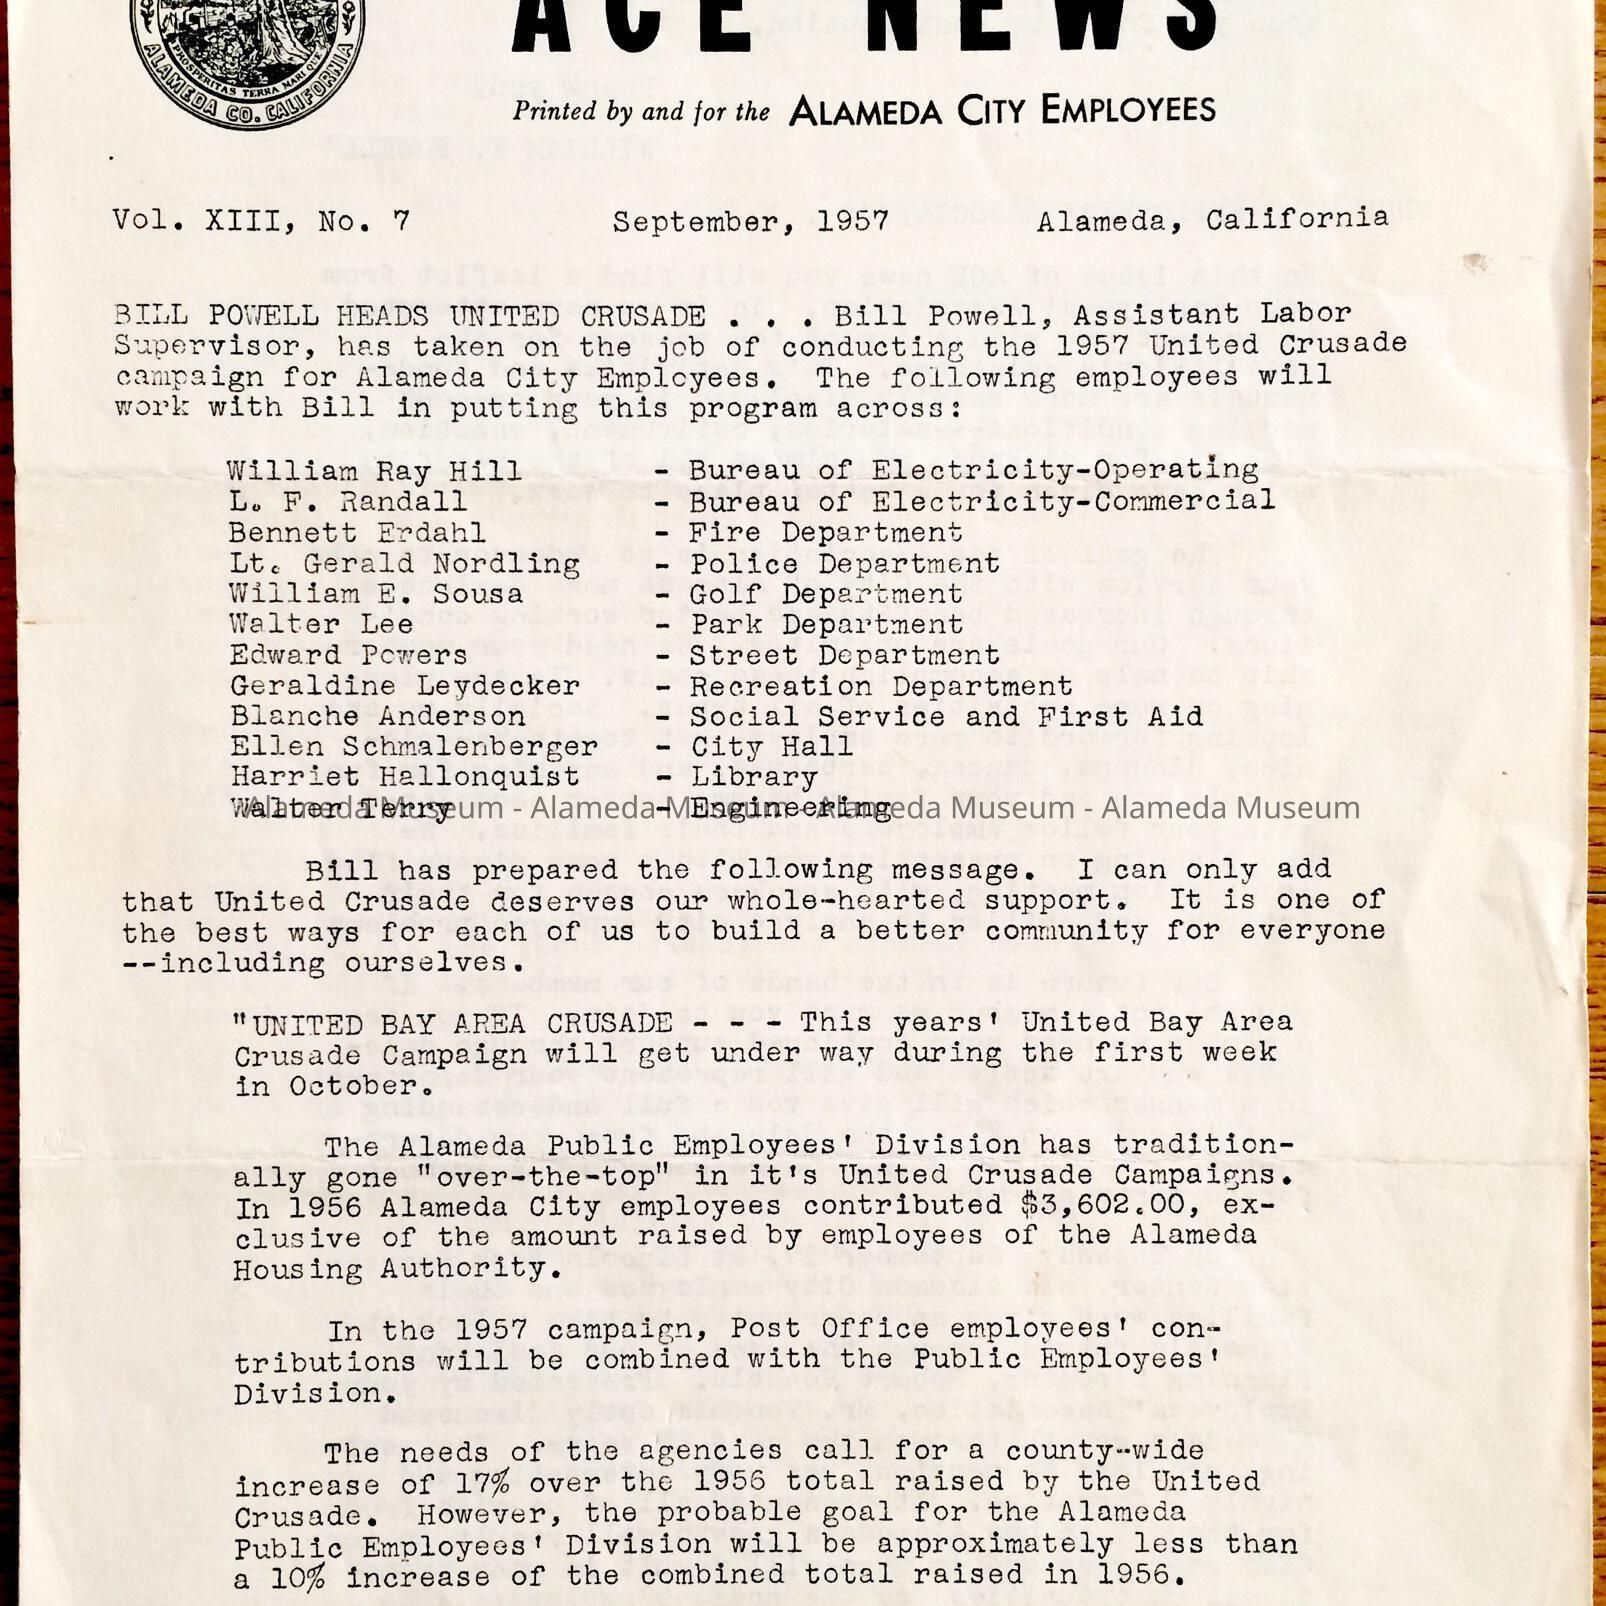 ACE NEWS
PROSPERITAS TERRA MARI QUE
ALAMEDA CO. CALIFORNIA
Printed by and for the ALAMEDA CITY EMPLOYEES
Vol. XIII, No. 7 September, 1957 Alameda, California
BILL POWELL HEADS UNITED CRUSADE . . . Bill Powell, Assistant Labor
Supervisor, has taken on the job of conducting the 1957 United Crusade
campaign for Alameda City Employees. The following employees will
work with Bill in putting this program across:
William Ray Hill - Bureau of Electricity-Operating
L. F. Randall - Bureau of Electricity-Commercial
Bennett Erdahl - Fire Department
Lt. Gerald Nordling - Police Department
William E. Sousa - Golf Department
Walter Lee - Park Department
Edward Powers - Street Department
Geraldine Leydecker - Recreation Department
Blanche Anderson - Social Service and First Aid
Ellen Schmalenberger - City Hall
Harriet Hallonquist - Library
Walter Terry - Engineering
Alameda Museum - Alameda Museum - Alameda Museum - Alameda Museum
Bill has prepared the following message. I can only add
that United Crusade deserves our whole-hearted support. It is one of
the best ways for each of us to build a better community for everyone
--including ourselves.
"UNITED BAY AREA CRUSADE - - - This years' United Bay Area
Crusade Campaign will get under way during the first week
in October.
The Alameda Public Employees' Division has tradition-
ally gone "over-the-top" in it's United Crusade Campaigns.
In 1956 Alameda City employees contributed $3,602.00, ex-
clusive of the amount raised by employees of the Alameda
Housing Authority.
In the 1957 campaign, Post Office employees' con-
tributions will be combined with the Public Employees'
Division.
The needs of the agencies call for a county-wide
increase of 17% over the 1956 total raised by the United
Crusade. However, the probable goal for the Alameda
Public Employees' Division will be approximately less than
a 10% increase of the combined total raised in 1956.